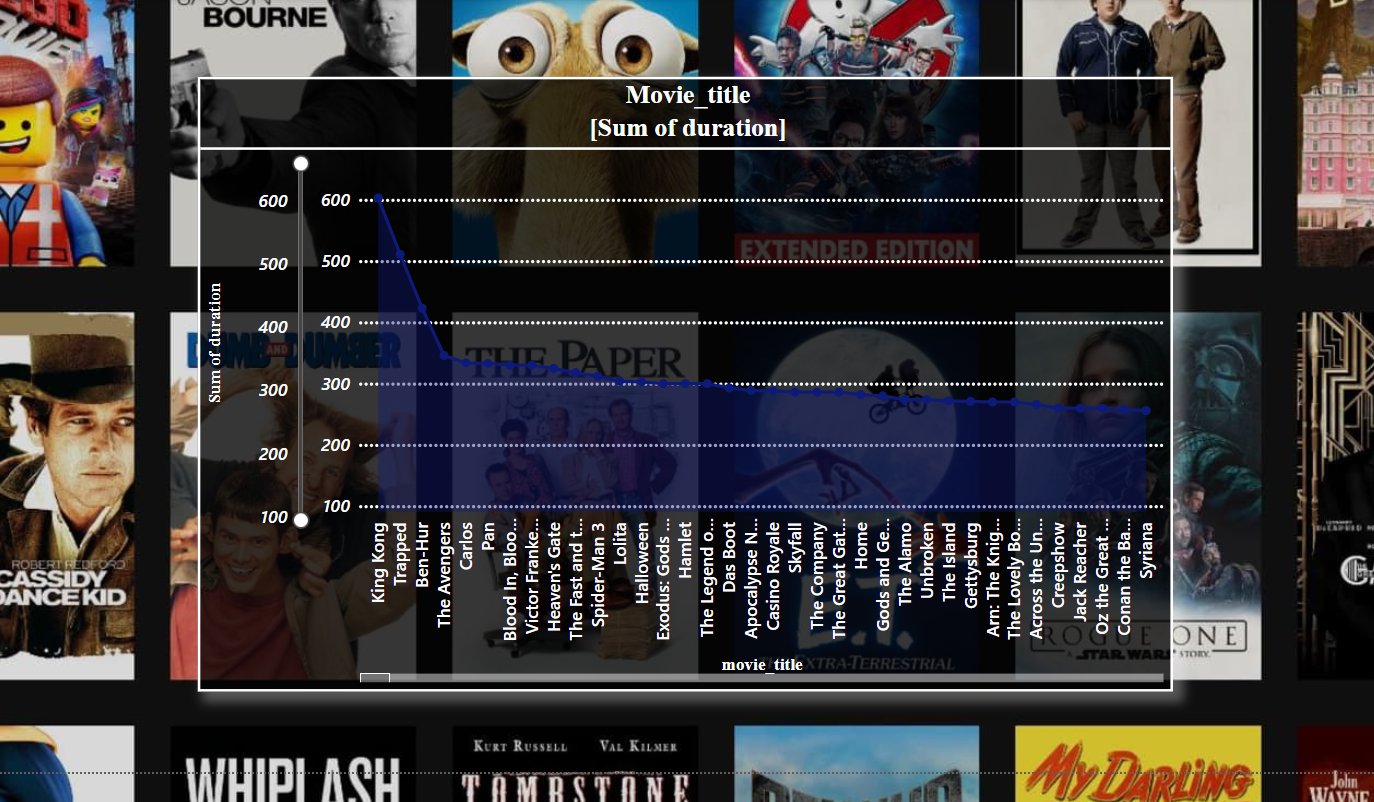 JASON
BOURNE
Movie_title
[Sum of duration]
EXTENDED EDITION
Sum of duration
600
500
400
300
200
100
600
500
400
300
200
100
DUMB AND DUMBER
THE PAPER
ROBERT REDFORD
CASSIDY
DANCE KID
King Kong
Trapped
Ben-Hur
The Avengers
Carlos
Pan
Blood In, Bloo...
Victor Franke...
Heaven's Gate
The Fast and t...
Spider-Man 3
Lolita
Halloween
Exodus: Gods ...
Hamlet
The Legend o...
Das Boot
Apocalypse N...
Casino Royale
Skyfall
The Company
The Great Gat...
Home
Gods and Ge...
The Alamo
Unbroken
The Island
Gettysburg
Arn: The Knig...
The Lovely Bo...
Across the Un...
Creepshow
Jack Reacher
Oz the Great ...
Conan the Ba...
Syriana
E.T.
EXTRA-TERRESTRIAL
ROGUE ONE
A STAR WARS STORY.
movie_title
WHIPLASH
KURT RUSSELL VAL KILMER
TOMBSTONE
MY DARLING
John
WAYNE